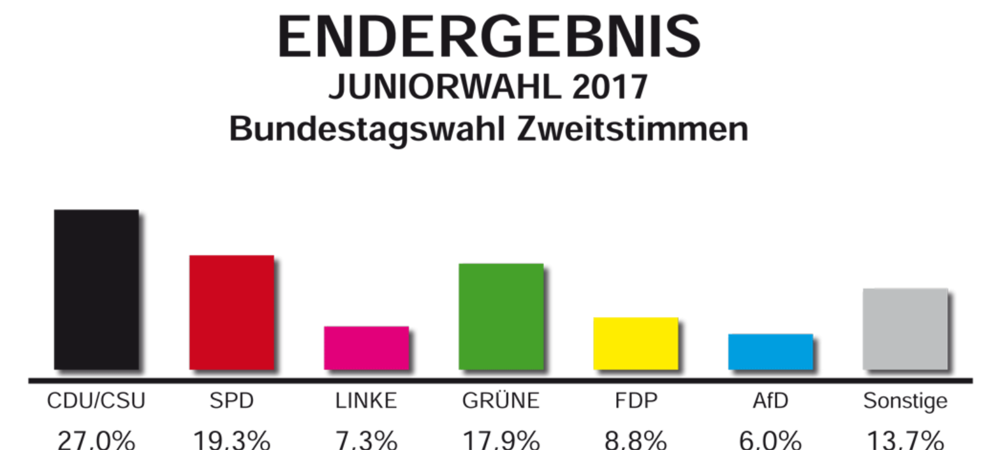 ENDERGEBNIS
JUNIORWAHL 2017
Bundestagswahl Zweitstimmen
CDU/CSU SPD LINKE GRÜNE FDP AfD Sonstige
27,0% 19,3% 7,3% 17,9% 8,8% 6,0% 13,7%